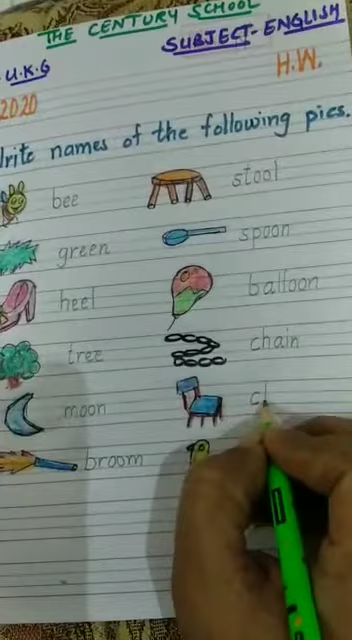 THE CENTURY SCHOOL
U.K.G
SUBJECT-ENGLISH
2020
H.W.
names of the following pics.
bee
stool
green
spoon
heel
balloon
tree
chain
moon
broom